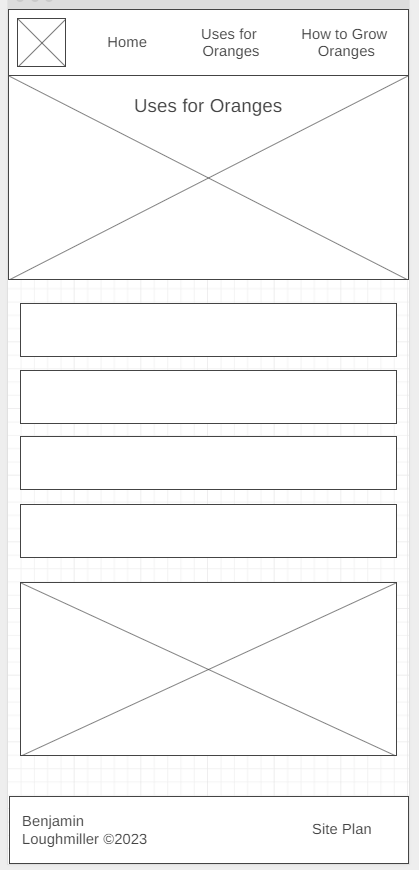 Home
Uses for
Oranges
How to Grow
Oranges
Uses for Oranges
Benjamin
Loughmiller ©2023
Site Plan